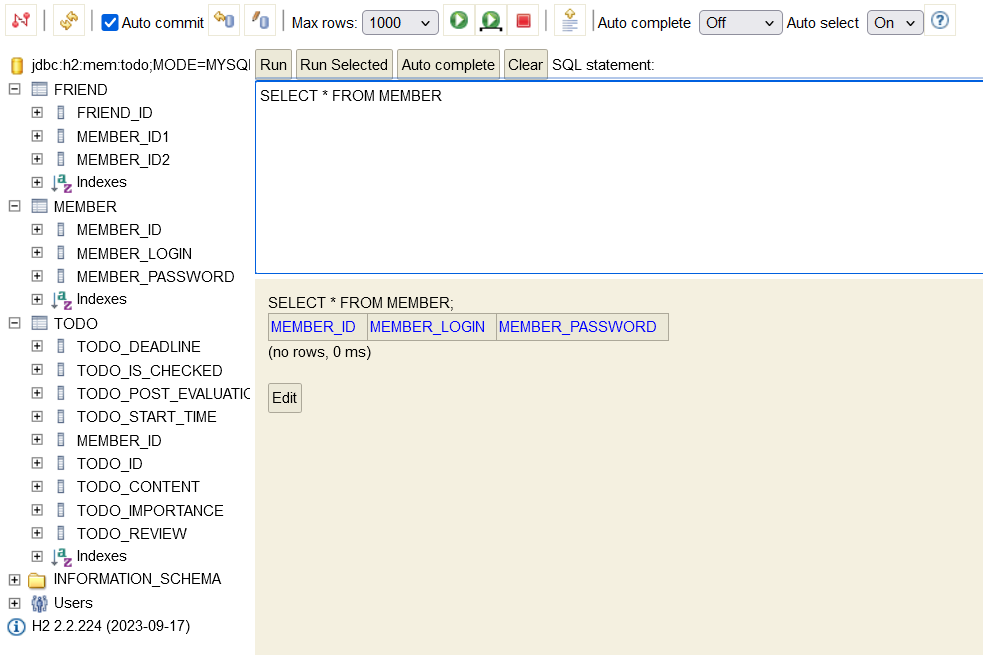 Auto commit Max rows: 1000 Auto complete Off Auto select On
jdbc:h2:mem:todo;MODE=MYSQL
FRIEND
FRIEND_ID
MEMBER_ID1
MEMBER_ID2
Indexes
MEMBER
MEMBER_ID
MEMBER_LOGIN
MEMBER_PASSWORD
Indexes
TODO
TODO_DEADLINE
TODO_IS_CHECKED
TODO_POST_EVALUATIO
TODO_START_TIME
MEMBER_ID
TODO_ID
TODO_CONTENT
TODO_IMPORTANCE
TODO_REVIEW
Indexes
INFORMATION_SCHEMA
Users
H2 2.2.224 (2023-09-17)
Run Run Selected Auto complete Clear SQL statement:
SELECT * FROM MEMBER
SELECT * FROM MEMBER;
MEMBER_ID MEMBER_LOGIN MEMBER_PASSWORD
(no rows, 0 ms)
Edit